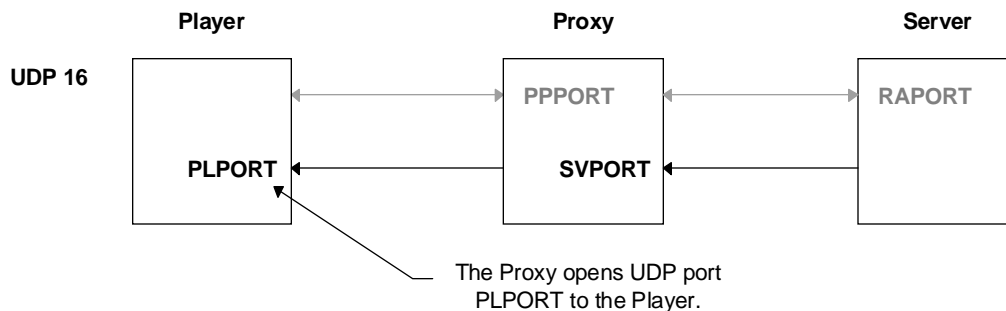 Player Proxy Server
UDP 16
PPPORT RAPORT
PLPORT SVPORT
The Proxy opens UDP port
PLPORT to the Player.